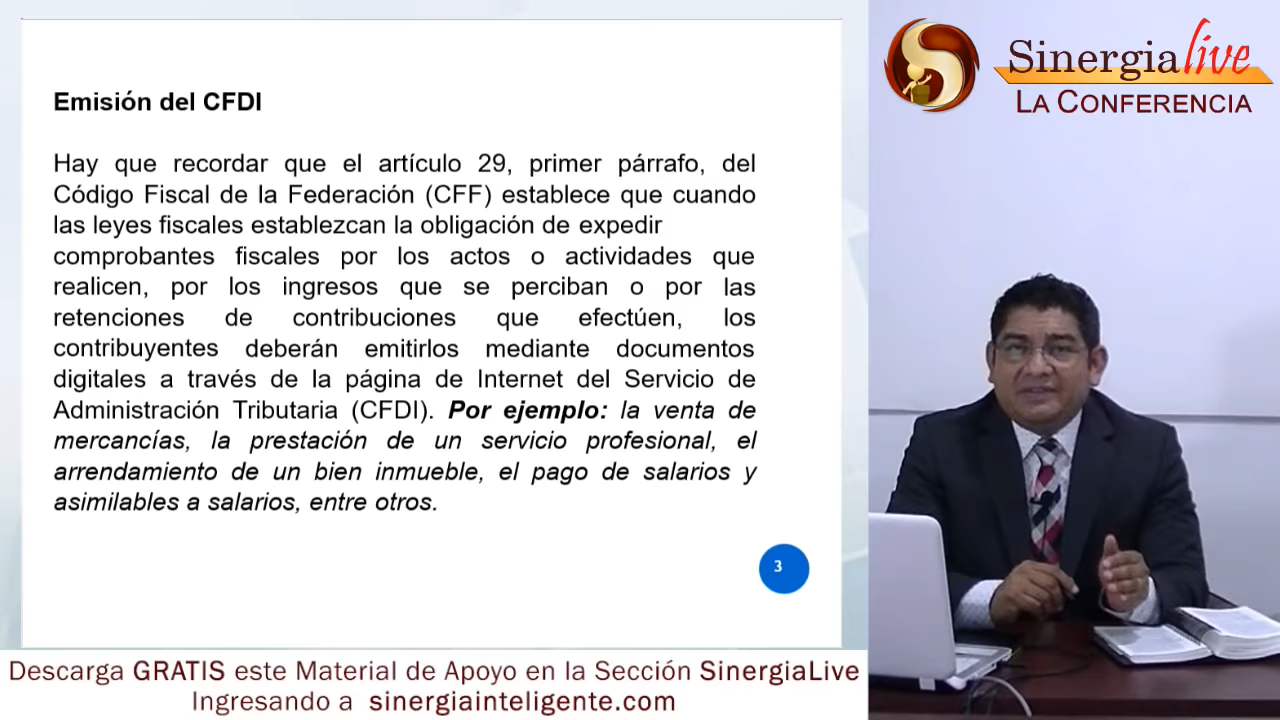 Emisión del CFDI
Hay que recordar que el artículo 29, primer párrafo, del
Código Fiscal de la Federación (CFF) establece que cuando
las leyes fiscales establezcan la obligación de expedir
comprobantes fiscales por los actos o actividades que
realicen, por los ingresos que se perciban o por las
retenciones de contribuciones que efectúen, los
contribuyentes deberán emitirlos mediante documentos
digitales a través de la página de Internet del Servicio de
Administración Tributaria (CFDI). Por ejemplo: la venta de
mercancías, la prestación de un servicio profesional, el
arrendamiento de un bien inmueble, el pago de salarios y
asimilables a salarios, entre otros.
3
Sinergialive
LA CONFERENCIA
Descarga GRATIS este Material de Apoyo en la Sección SinergiaLive
Ingresando a sinergiainteligente.com